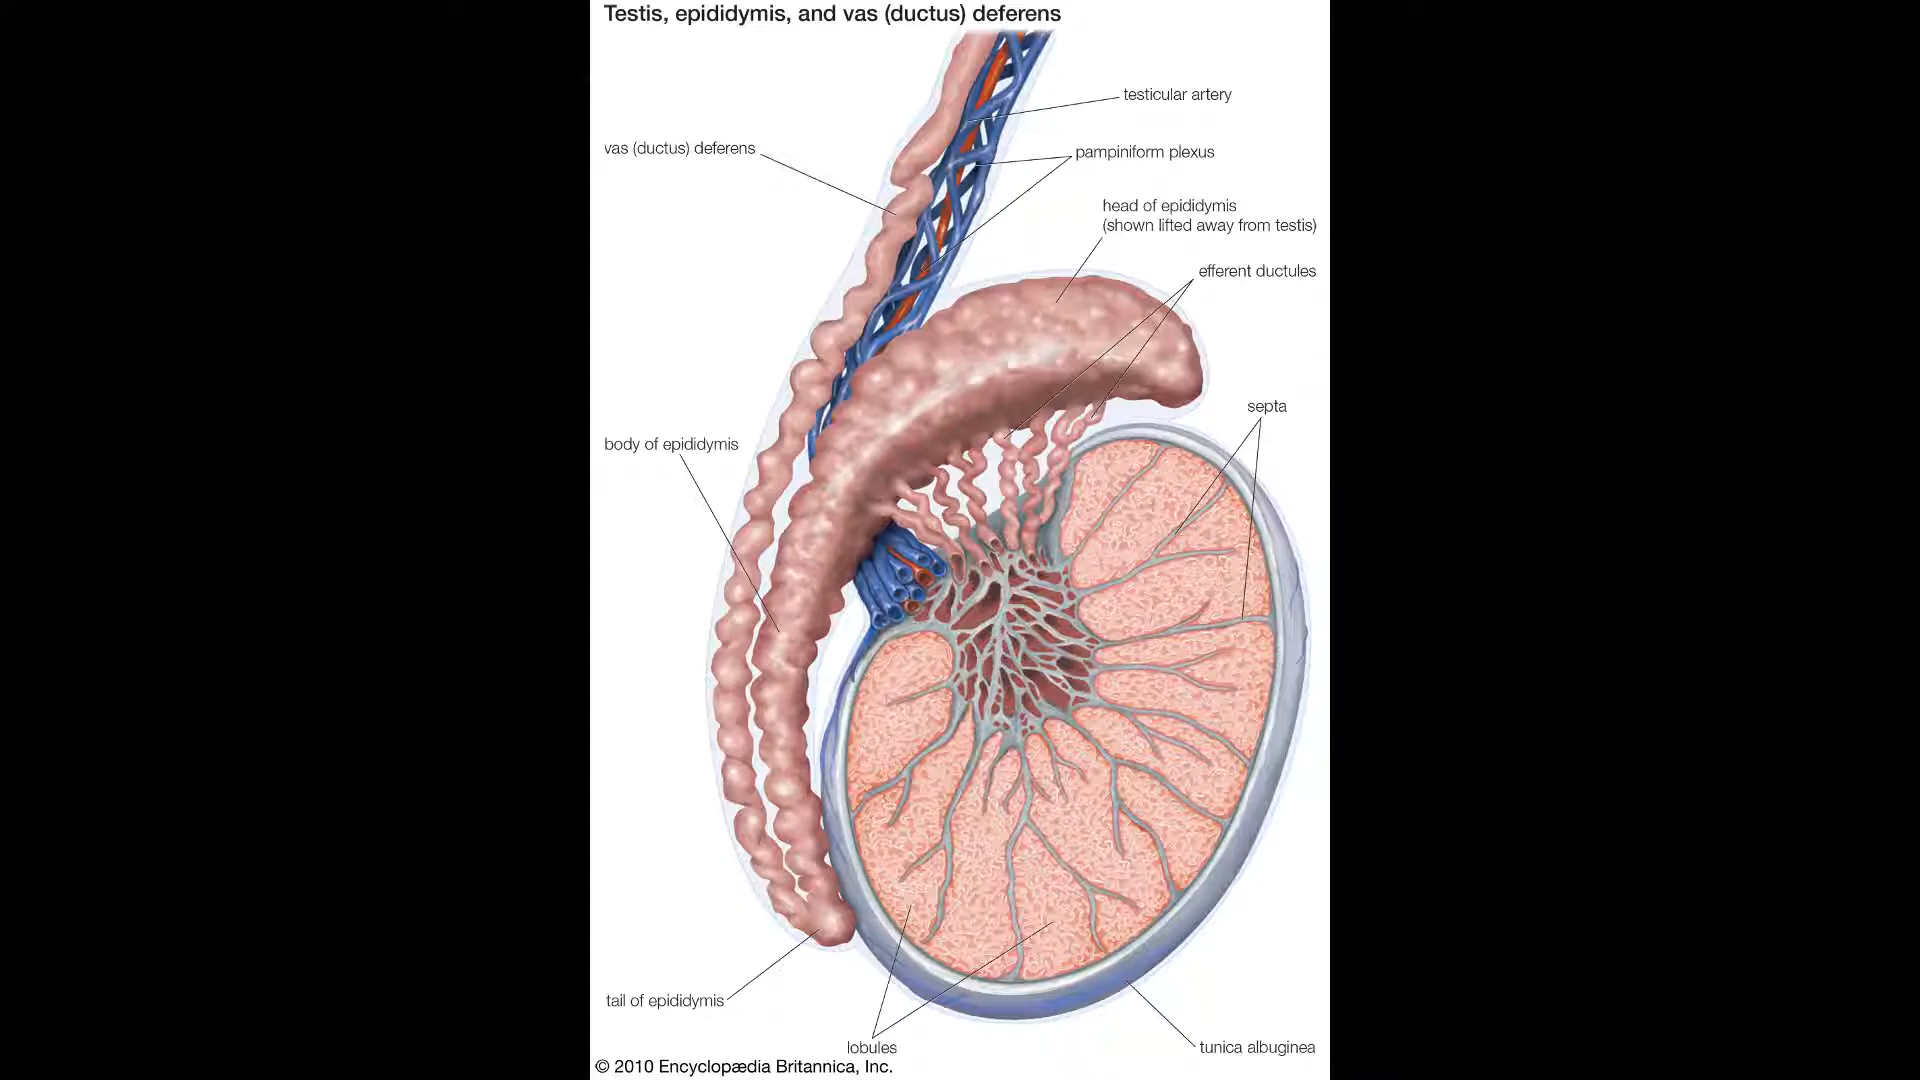 Testis, epididymis, and vas (ductus) deferens
testicular artery
vas (ductus) deferens
pampiniform plexus
head of epididymis
(shown lifted away from testis)
efferent ductules
septa
body of epididymis
tail of epididymis
lobules
tunica albuginea
© 2010 Encyclopædia Britannica, Inc.